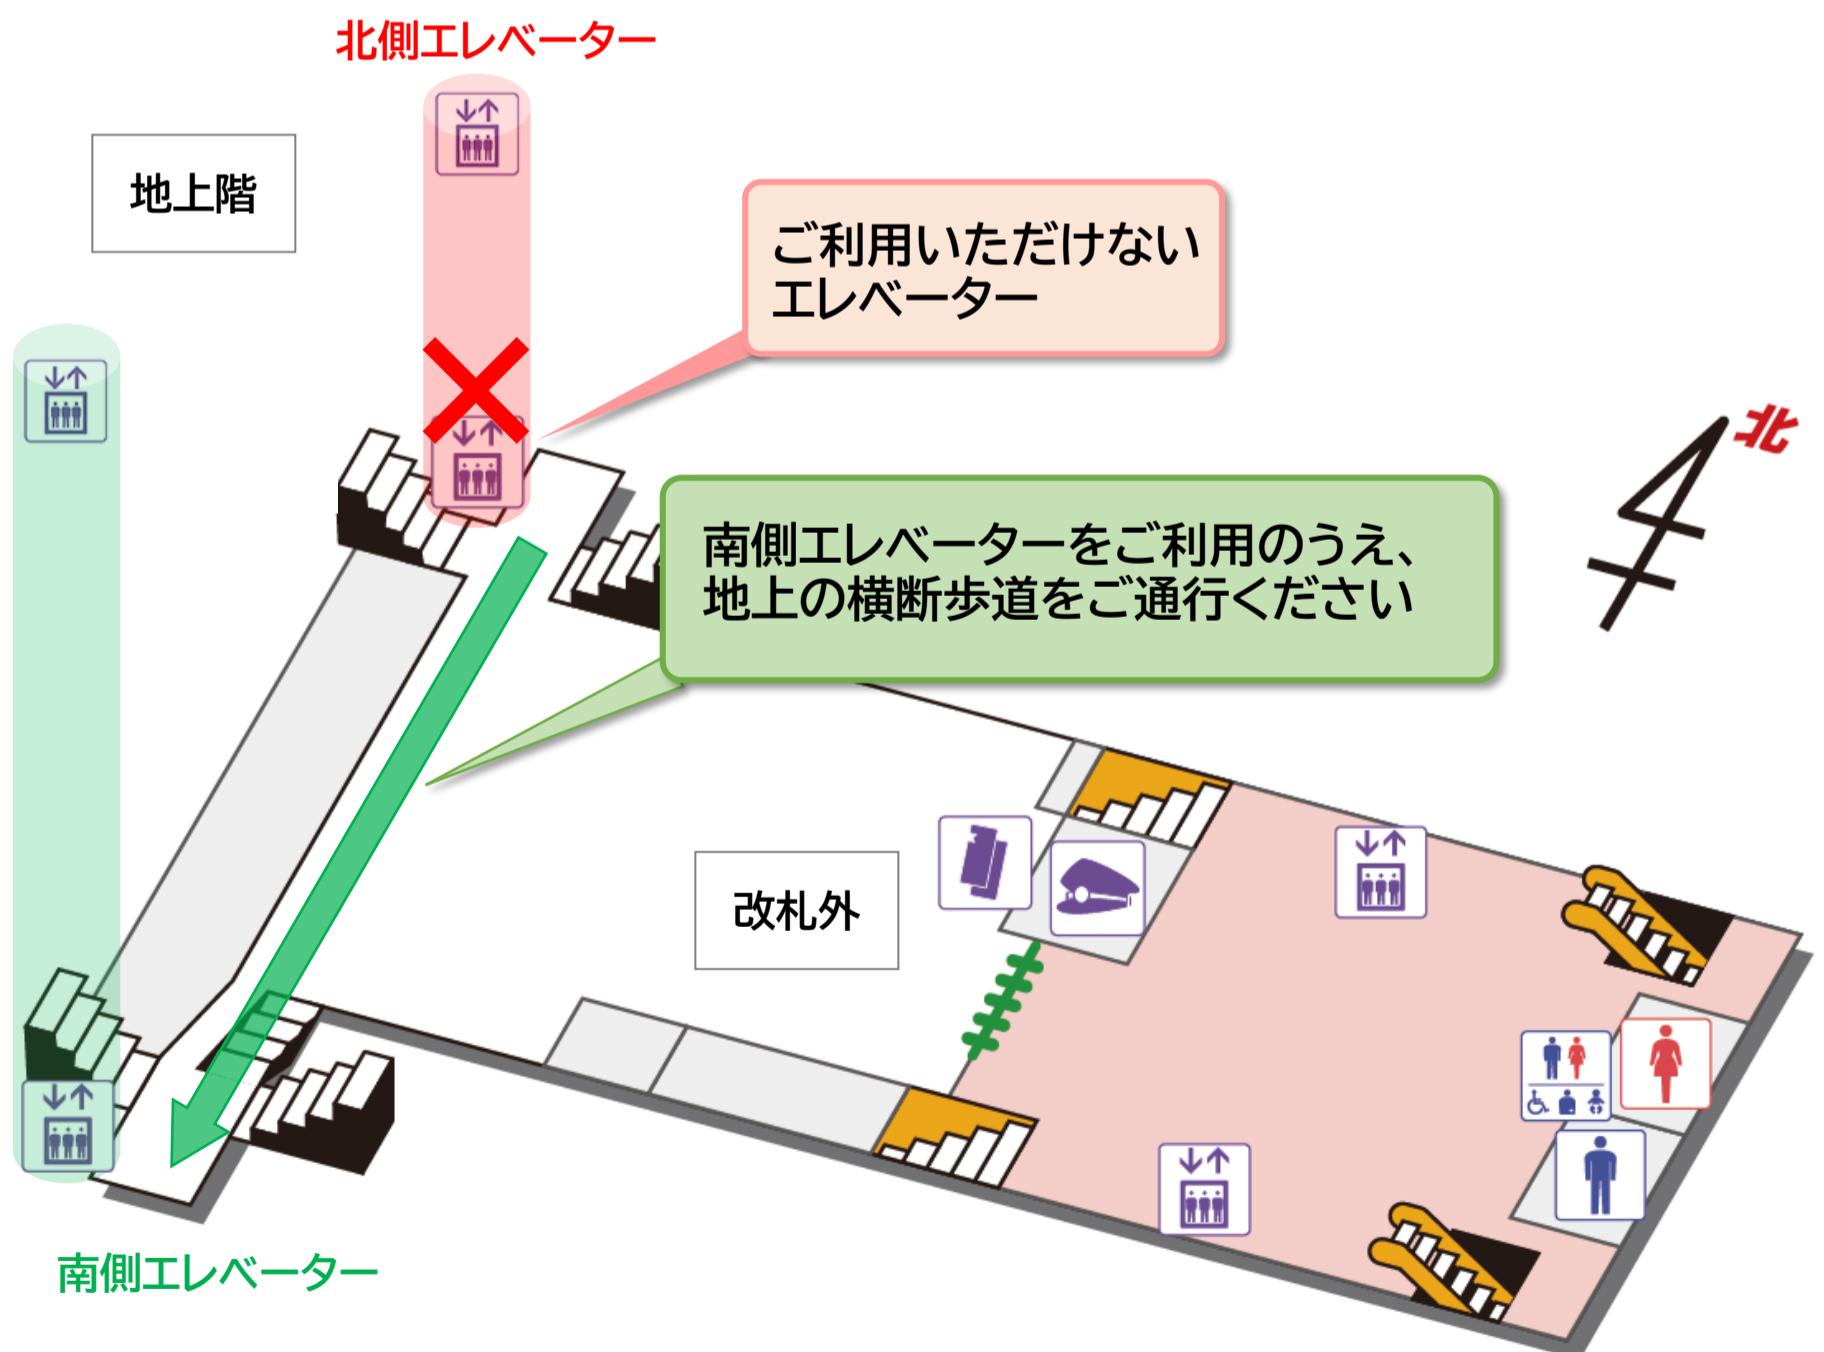 北側エレベーター
地上階
ご利用いただけない
エレベーター
北
南側エレベーターをご利用のうえ、
地上の横断歩道をご通行ください
改札外
南側エレベーター